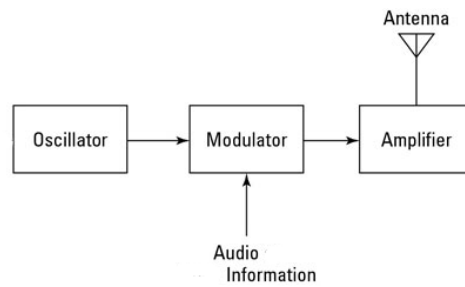 Antenna
Oscillator
Modulator
Amplifier
Audio
Information